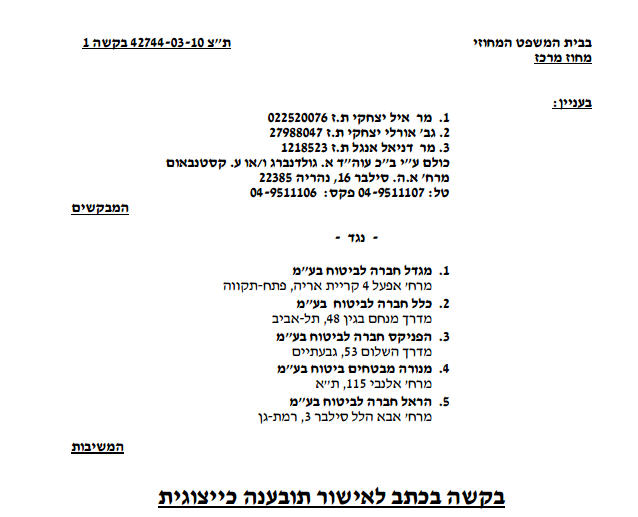 בבית המשפט המחוזי ת"צ 42744-03-10 בקשה 1
מחוז מרכז
בעניין:
1. מר איל יצחקי ת.ז 022520076
2. גב' אורלי יצחקי ת.ז 27988047
3. מר דניאל אנגל ת.ז 1218523
כולם ע"י ב"כ עוה"ד א. גולדנברג ו/או ע. קסטנבאום
מרח' א.ה. סילבר 16, נהריה 22385
טל: 04-9511107 פקס: 04-9511106
המבקשים
- נגד -
1. מגדל חברה לביטוח בע"מ
מרח' אפעל 4 קריית אריה, פתח-תקווה
2. כלל חברה לביטוח בע"מ
מדרך מנחם בגין 48, תל-אביב
3. הפניקס חברה לביטוח בע"מ
מדרך השלום 53, גבעתיים
4. מנורה מבטחים ביטוח בע"מ
מרח' אלנבי 115, ת"א
5. הראל חברה לביטוח בע"מ
מרח' אבא הלל סילבר 3, רמת-גן
המשיבות
בקשה בכתב לאישור תובענה כייצוגית